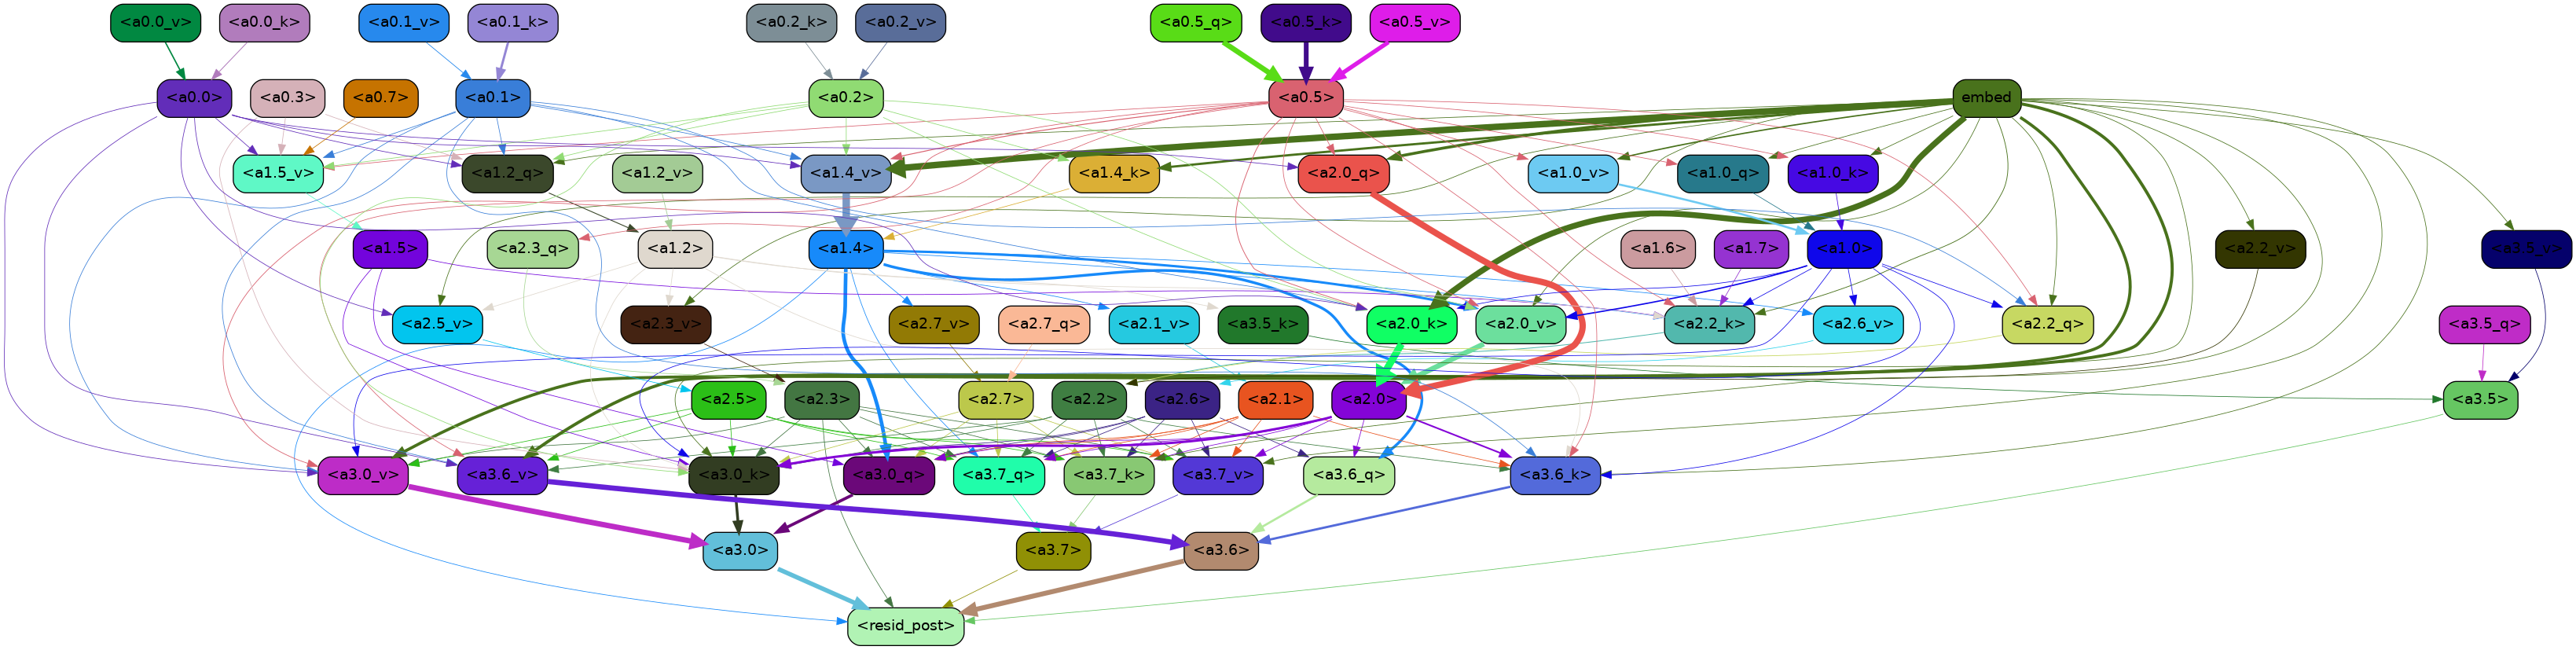 <a0.0_v> <a0.0_k> <a0.1_v> <a0.1_k> <a0.2_k> <a0.2_v> <a0.5_q> <a0.5_k> <a0.5_v>
<a0.0> <a0.3> <a0.7> <a0.1> <a0.2> <a0.5> embed
<a1.5_v> <a1.2_q> <a1.2_v> <a1.4_v> <a1.4_k> <a2.0_q> <a1.0_v> <a1.0_q> <a1.0_k>
<a1.5> <a2.3_q> <a1.2> <a1.4> <a1.6> <a1.7> <a1.0> <a2.2_v> <a3.5_v>
<a2.5_v> <a2.3_v> <a2.7_v> <a2.7_q> <a2.1_v> <a3.5_k> <a2.0_k> <a2.0_v> <a2.2_k> <a2.6_v> <a2.2_q> <a3.5_q>
<a2.5> <a2.3> <a2.7> <a2.2> <a2.6> <a2.1> <a2.0> <a3.5>
<a3.0_v> <a3.6_v> <a3.0_k> <a3.0_q> <a3.7_q> <a3.7_k> <a3.7_v> <a3.6_q> <a3.6_k>
<a3.0> <a3.7> <a3.6>
<resid_post>